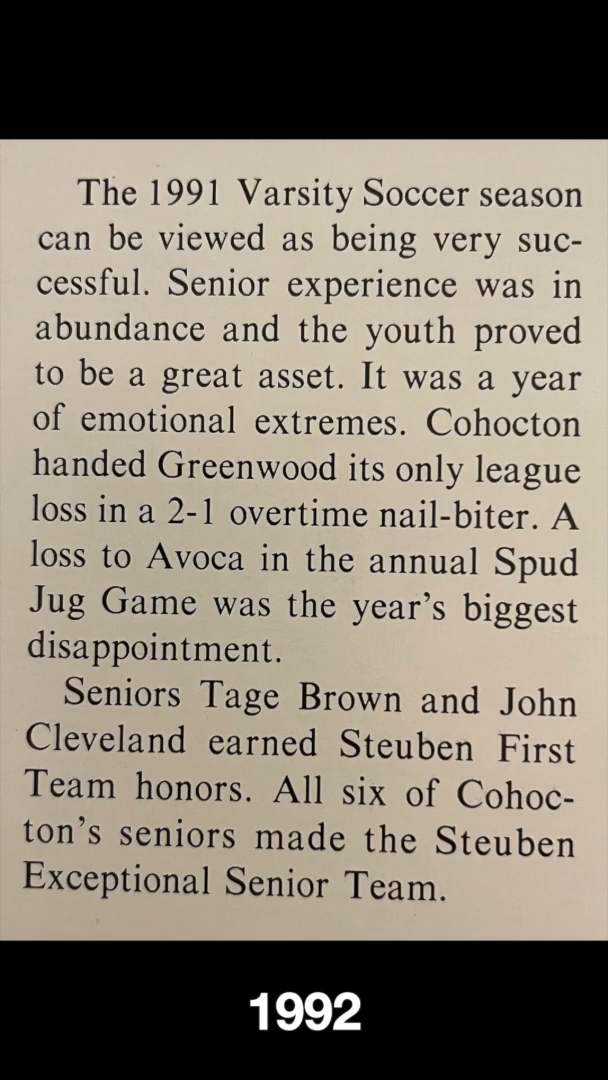 The 1991 Varsity Soccer season
can be viewed as being very suc-
cessful. Senior experience was in
abundance and the youth proved
to be a great asset. It was a year
of emotional extremes. Cohocton
handed Greenwood its only league
loss in a 2-1 overtime nail-biter. A
loss to Avoca in the annual Spud
Jug Game was the year's biggest
disappointment.
Seniors Tage Brown and John
Cleveland earned Steuben First
Team honors. All six of Cohoc-
ton's seniors made the Steuben
Exceptional Senior Team.
1992